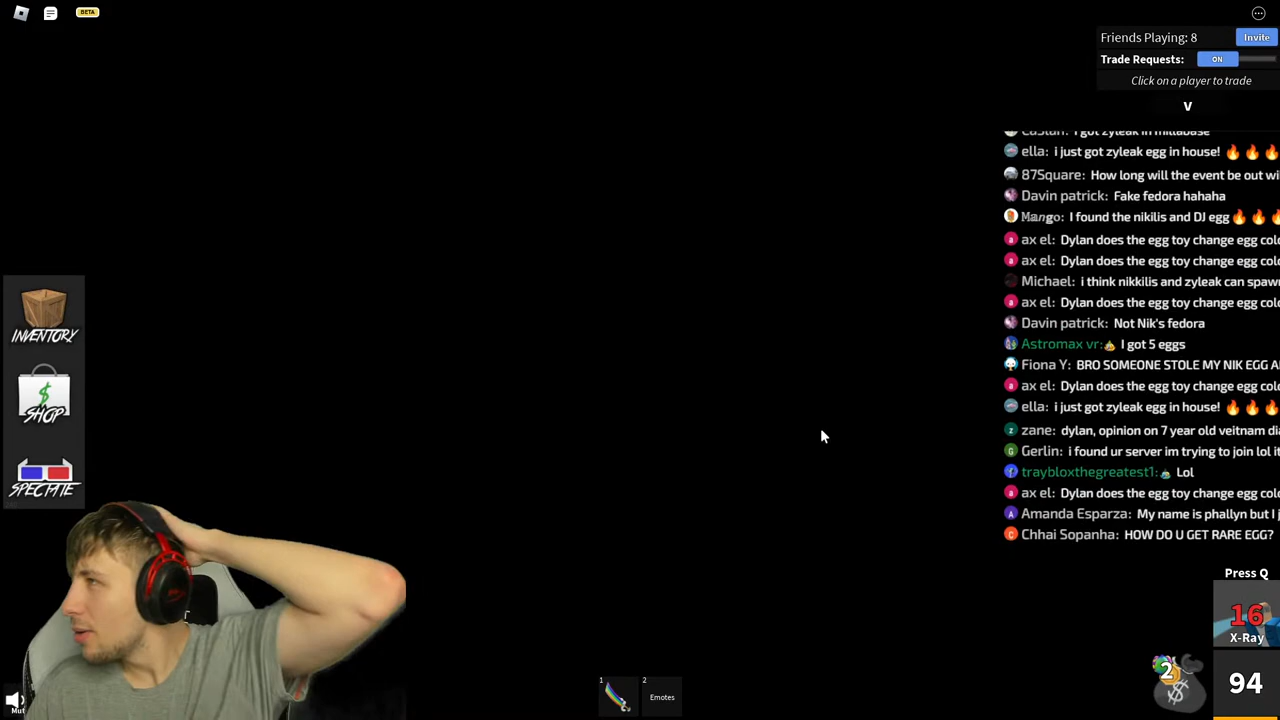 BETA
Friends Playing: 8
Invite
Trade Requests:
ON
Click on a player to trade
V
i got zyleak in millabase
ella: i just got zyleak egg in house! 🔥🔥🔥
87Square: How long will the event be out wi
Davin patrick: Fake fedora hahaha
Mango: I found the nikilis and DJ egg🔥🔥🔥
ax el: Dylan does the egg toy change egg colo
ax el: Dylan does the egg toy change egg colo
Michael: i think nikkilis and zyleak can spawn
ax el: Dylan does the egg toy change egg colo
Davin patrick: Not Nik's fedora
Astromax vr: I got 5 eggs
Fiona Y: BRO SOMEONE STOLE MY NIK EGG A
ax el: Dylan does the egg toy change egg colo
ella: i just got zyleak egg in house! 🔥🔥🔥
zane: dylan, opinion on 7 year old veitnam dia
Gerlin: i found ur server im trying to join lol it
traybloxthegreatest1: Lol
ax el: Dylan does the egg toy change egg colo
Amanda Esparza: My name is phallyn but I j
Chhai Sopanha: HOW DO U GET RARE EGG?
INVENTORY
$
SHOP
SPECTATE
Press Q
16
X-Ray
2
$
94
1
2
Emotes